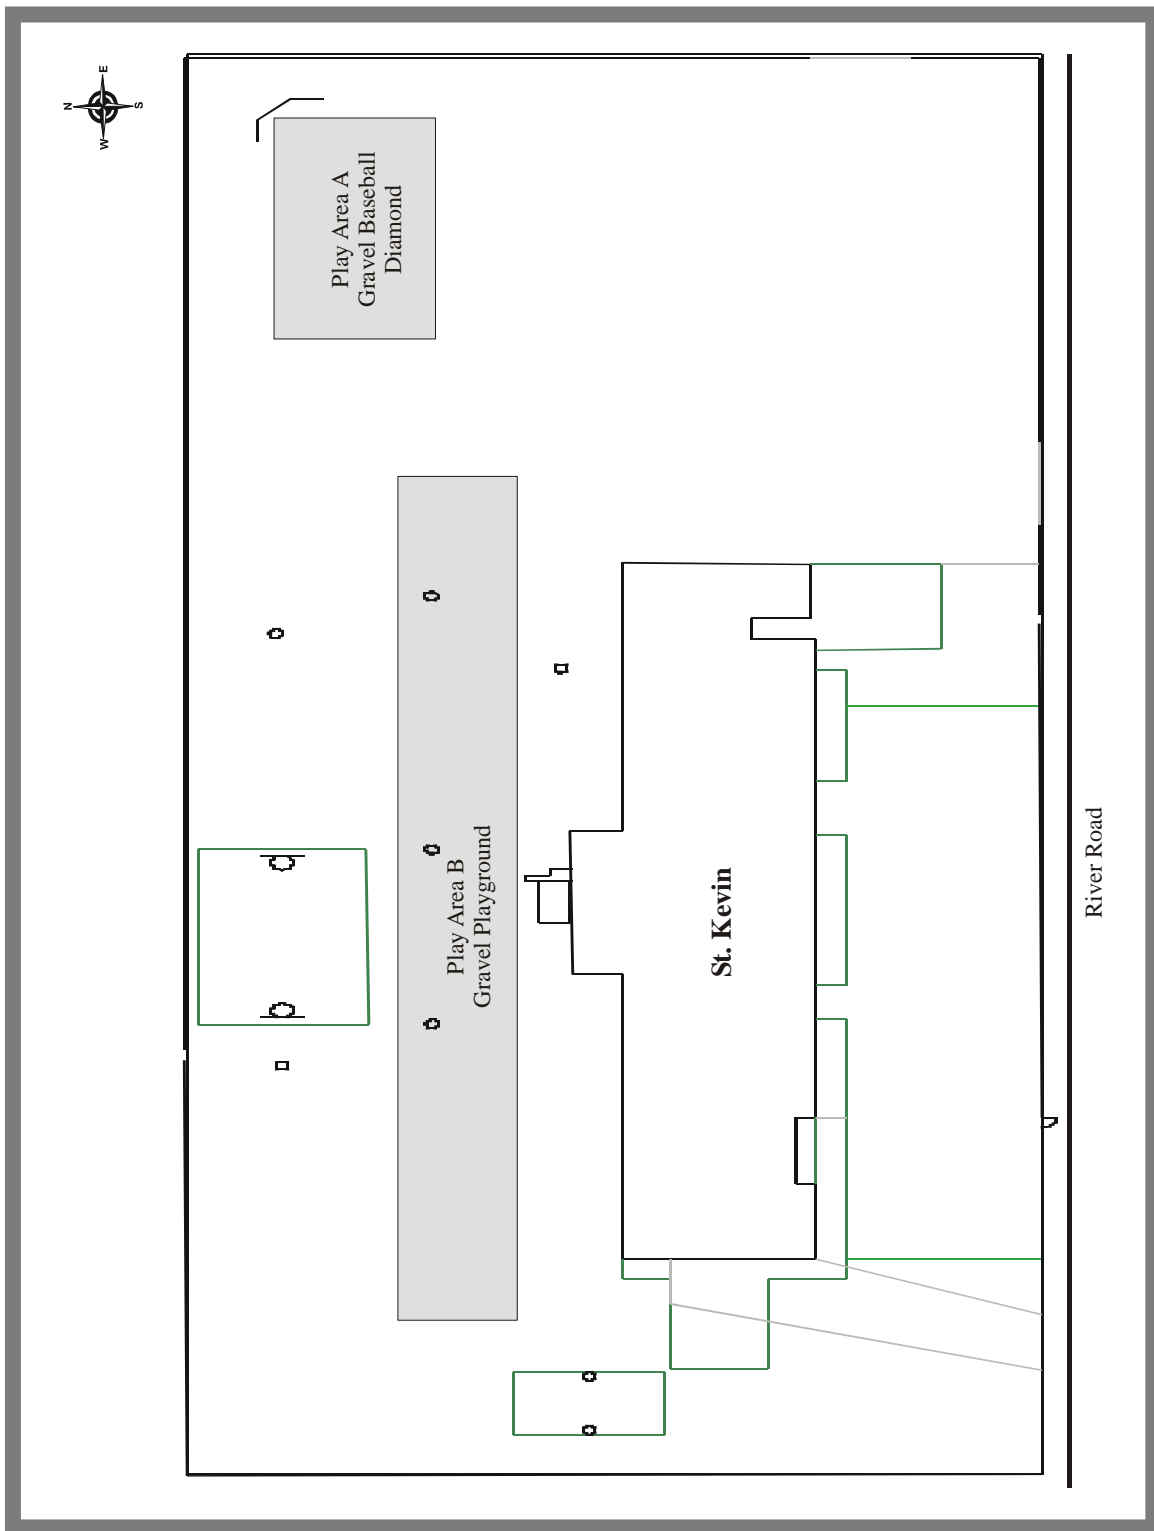 N
E
S
W
Play Area A
Gravel Baseball
Diamond
Play Area B
Gravel Playground
St. Kevin
River Road